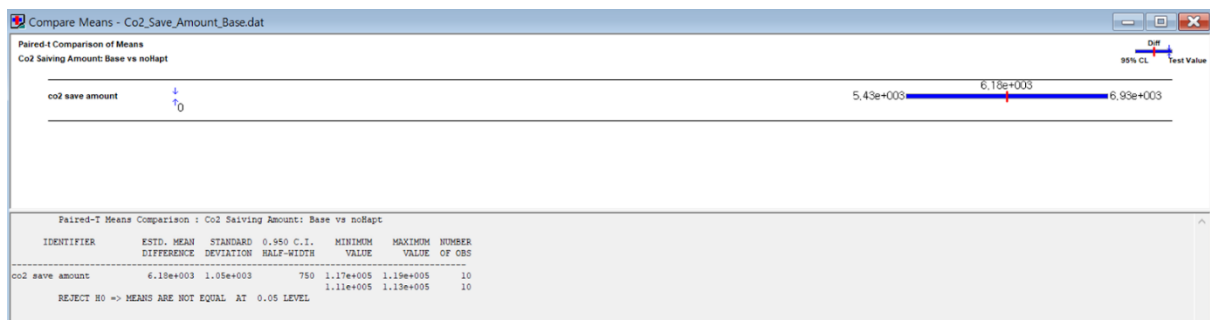 Compare Means - Co2_Save_Amount_Base.dat
Paired-t Comparison of Means
Co2 Saiving Amount: Base vs noHapt
Diff
95% CL Test Value
co2 save amount
0
5,43e+003
6,18e+003
6,93e+003
Paired-T Means Comparison : Co2 Saiving Amount: Base vs noHapt
IDENTIFIER ESTD. MEAN STANDARD 0.950 C.I. MINIMUM MAXIMUM NUMBER
DIFFERENCE DEVIATION HALF-WIDTH VALUE VALUE OF OBS
co2 save amount 6.18e+003 1.05e+003 750 1.17e+005 1.19e+005 10
1.11e+005 1.13e+005 10
REJECT H0 => MEANS ARE NOT EQUAL AT 0.05 LEVEL